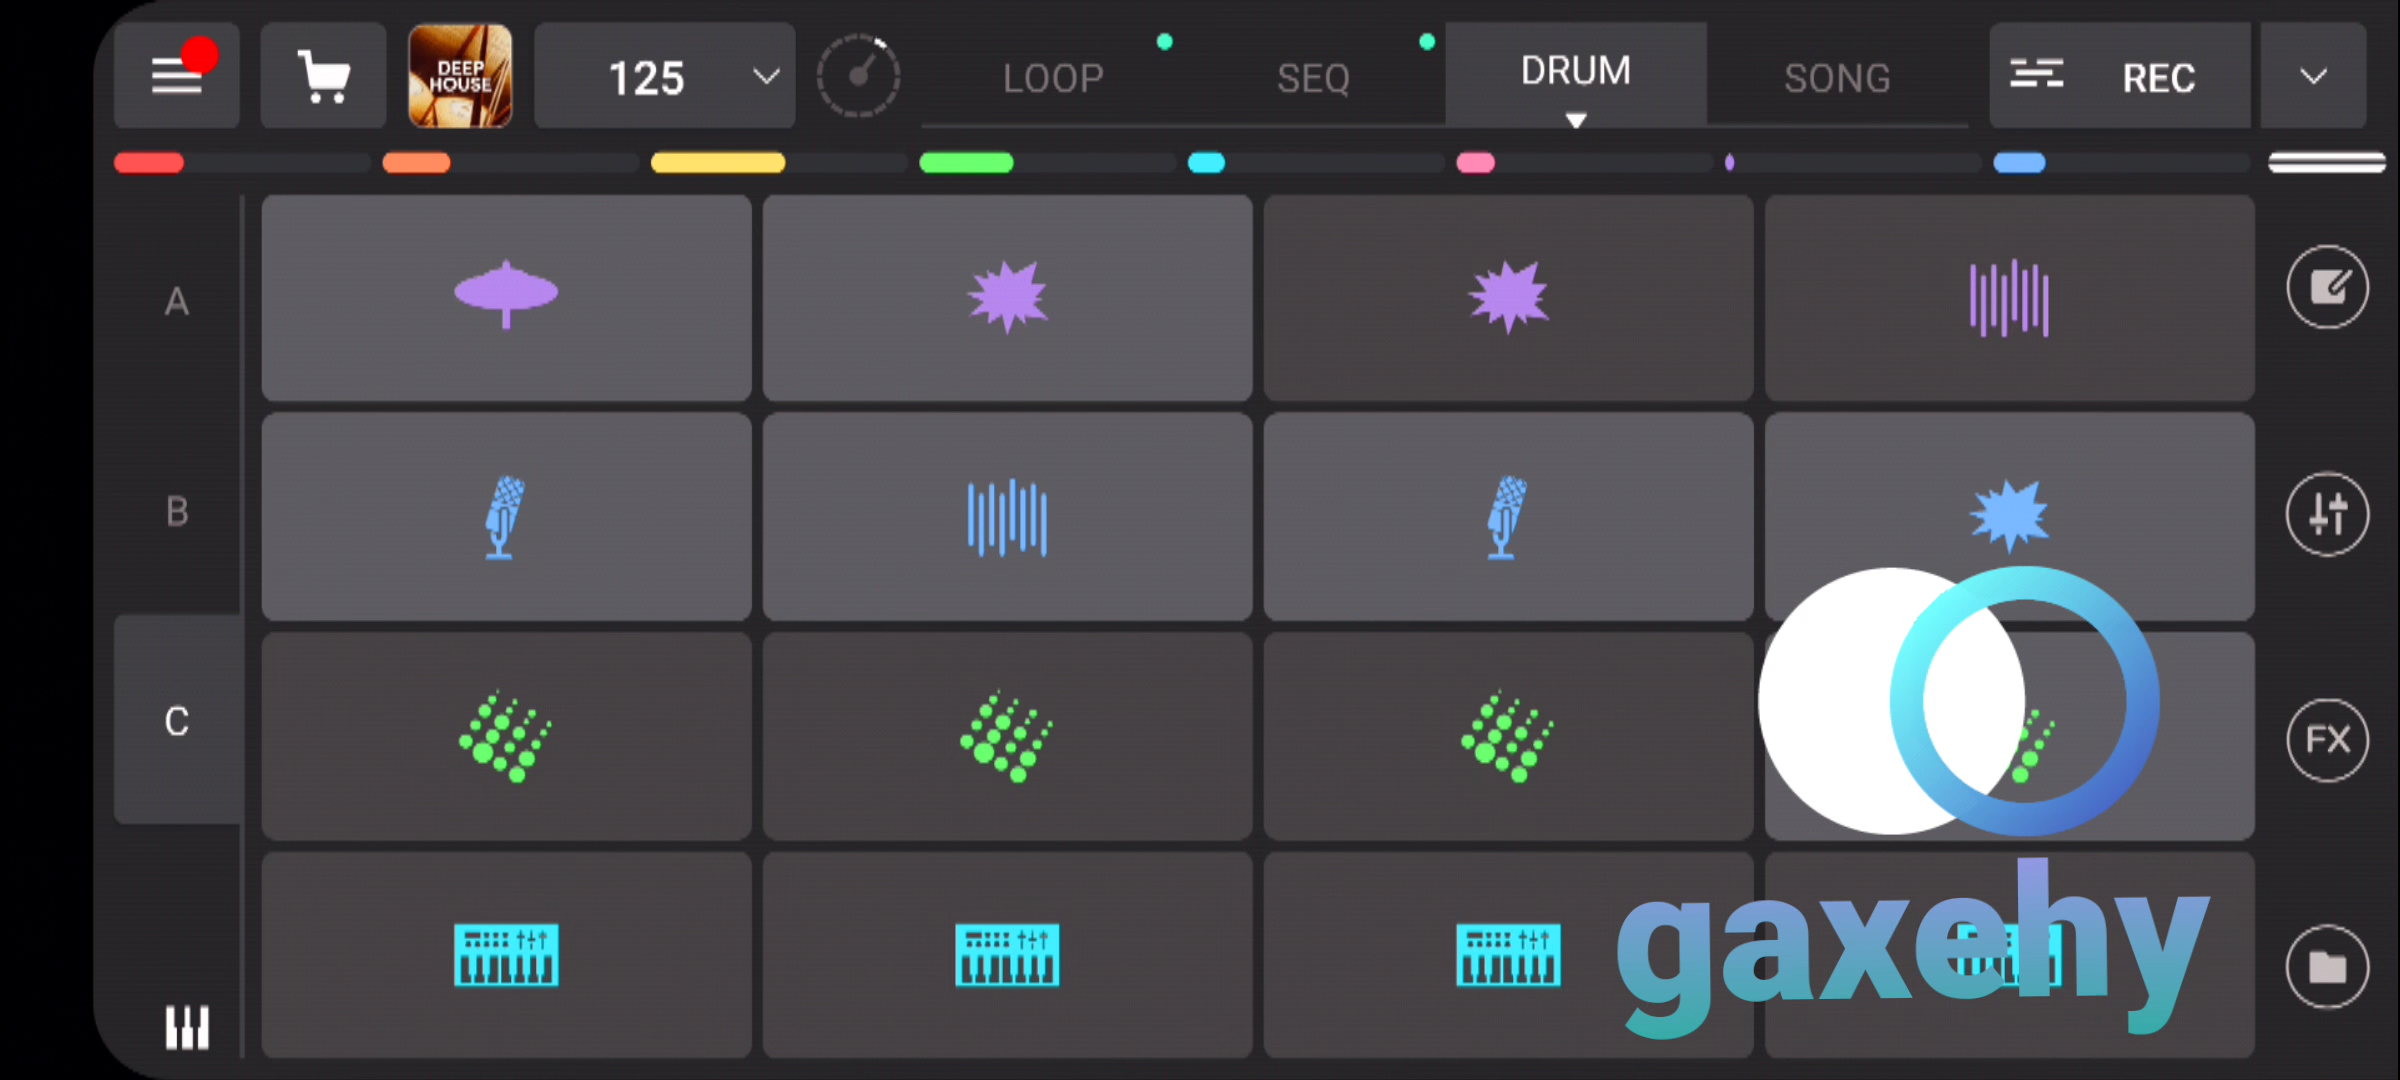 DEEP
HOUSE
125
LOOP
SEQ
DRUM
SONG
REC
A
B
C
FX
gaxehy